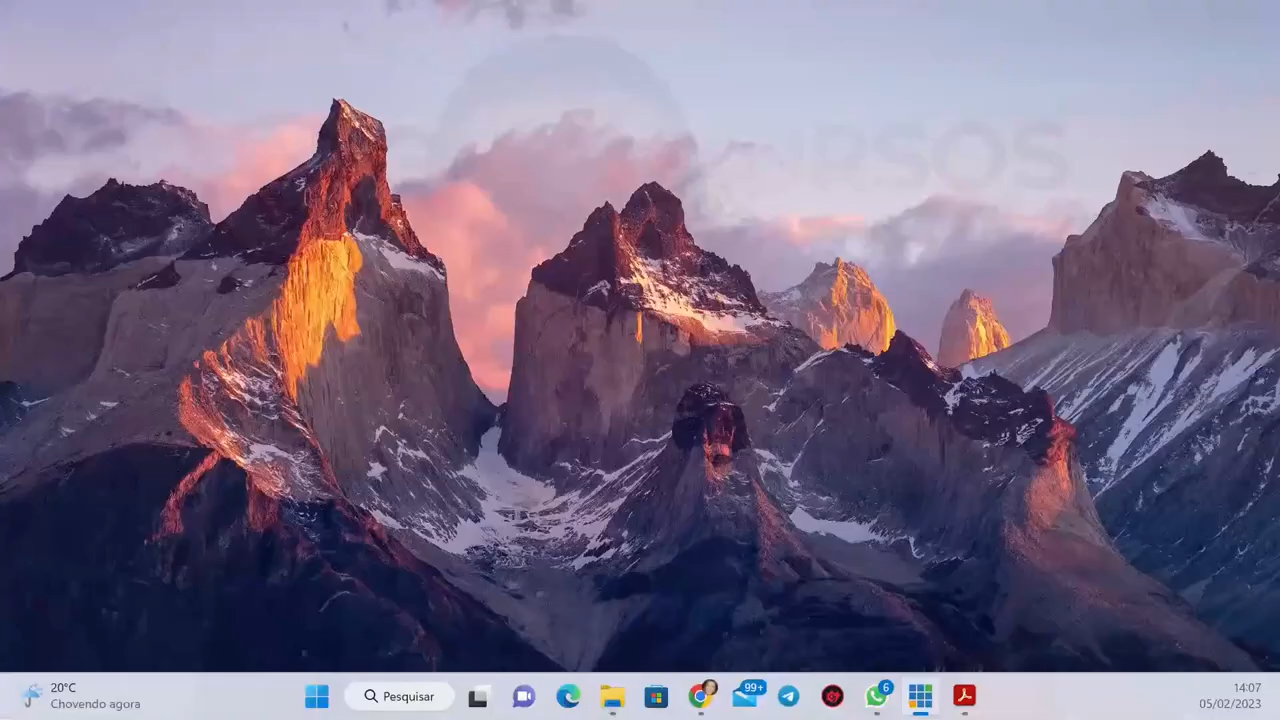 20°C
Chovendo agora
Pesquisar
99+
6
14:07
05/02/2023